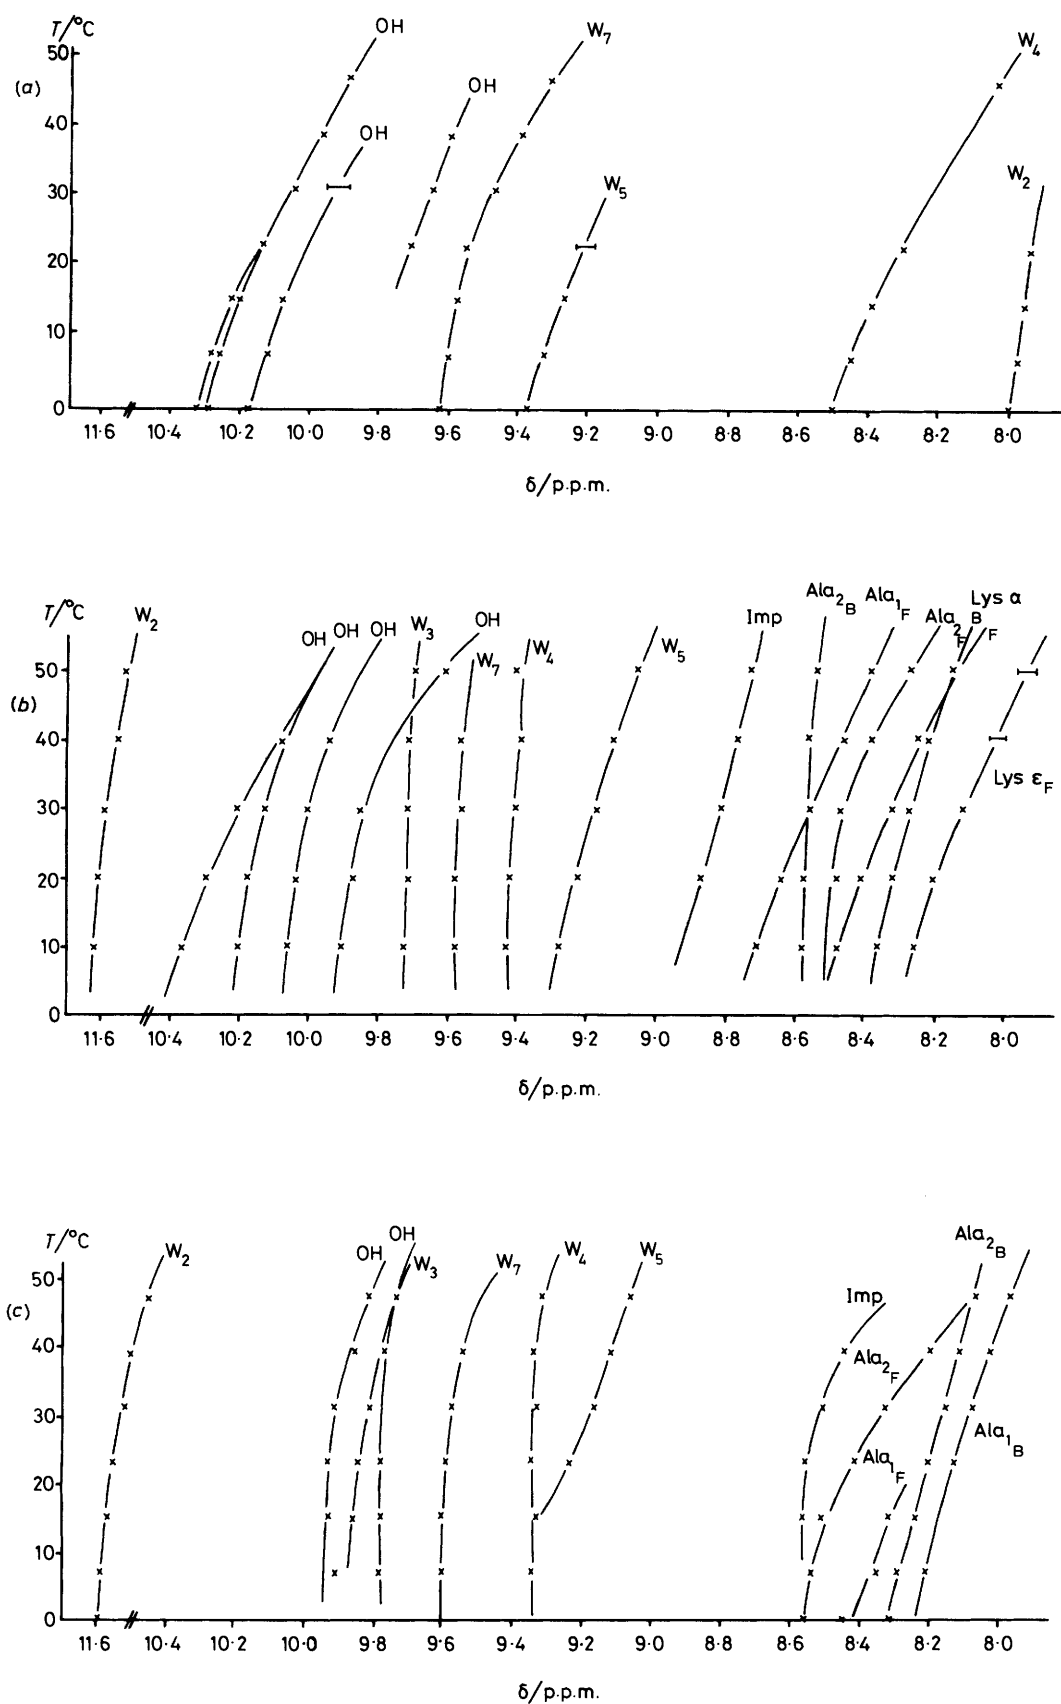 T/°C
50
OH
W7
W4
(a)
OH
40
OH
30
W5
W2
20
10
0
11·6 10·4 10·2 10·0 9·8 9·6 9·4 9·2 9·0 8·8 8·6 8·4 8·2 8·0
δ/p.p.m.
T/°C
W2
OH OH OH W3 OH
W7 W4 W5
Imp
Ala2B Ala1F Ala2F Lys α
B F
50
(b)
40
Lys εF
30
20
10
0
11·6 10·4 10·2 10·0 9·8 9·6 9·4 9·2 9·0 8·8 8·6 8·4 8·2 8·0
δ/p.p.m.
T/°C
W2
OH OH W3 W7 W4 W5
Ala2B
50
(c)
Imp
40
Ala2F
30
Ala1B
Ala1F
20
10
0
11·6 10·4 10·2 10·0 9·8 9·6 9·4 9·2 9·0 8·8 8·6 8·4 8·2 8·0
δ/p.p.m.